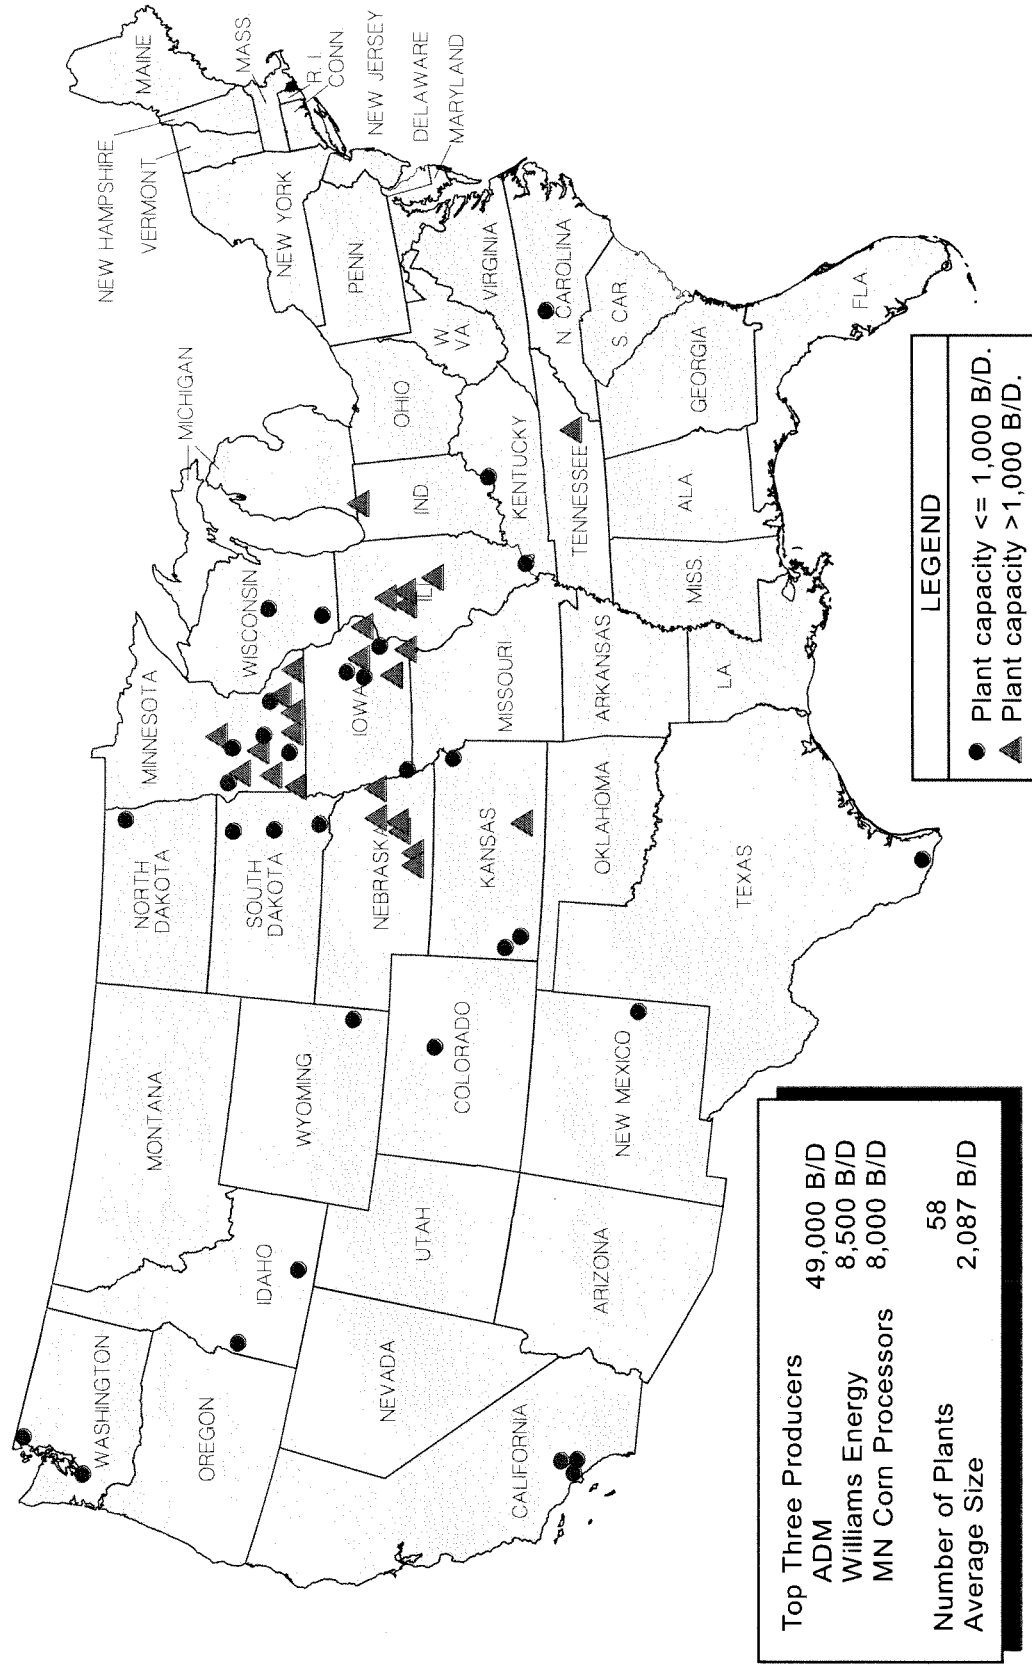 WASHINGTON
OREGON
CALIFORNIA
NEVADA
IDAHO
MONTANA
WYOMING
UTAH
ARIZONA
COLORADO
NEW MEXICO
NORTH
DAKOTA
SOUTH
DAKOTA
NEBRASKA
KANSAS
OKLAHOMA
TEXAS
MINNESOTA
IOWA
MISSOURI
ARKANSAS
LA.
WISCONSIN
ILL.
MICHIGAN
IND.
OHIO
KENTUCKY
TENNESSEE
MISS.
ALA.
GEORGIA
FLA.
S. CAR.
N. CAROLINA
VIRGINIA
W.
VA.
PENN.
NEW YORK
VERMONT
NEW HAMPSHIRE
MAINE
MASS.
R. I.
CONN.
NEW JERSEY
DELAWARE
MARYLAND
Top Three Producers
ADM 49,000 B/D
Williams Energy 8,500 B/D
MN Corn Processors 8,000 B/D
Number of Plants 58
Average Size 2,087 B/D
LEGEND
Plant capacity <= 1,000 B/D.
Plant capacity >1,000 B/D.